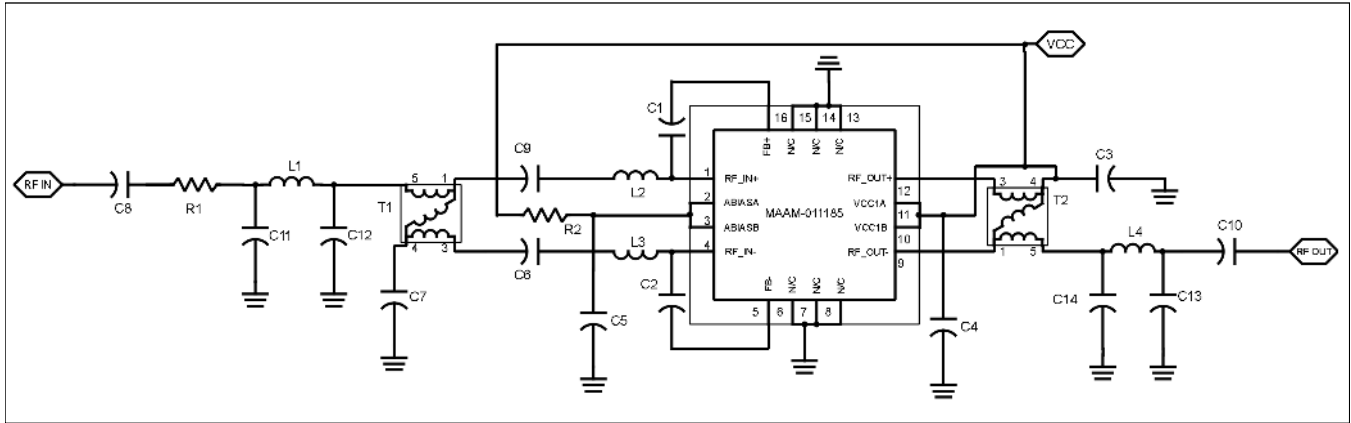 VCC
C1
16 15 14 13
FB+ N/C N/C N/C
C9
C3
L1
5 1
1 RF_IN+
RF_OUT+ 12
3 4
RF IN
C8
R1
T1
L2
2 ABIASA
MAAM-011185
VCC1A 11
T2
R2
3 ABIASB
VCC1B 10
C11
C12
4 3
C6
L3
4 RF_IN-
RF_OUT- 9
1 5
L4
C10
RF OUT
C7
C2
FB- N/C N/C N/C
5 6 7 8
C5
C4
C14
C13